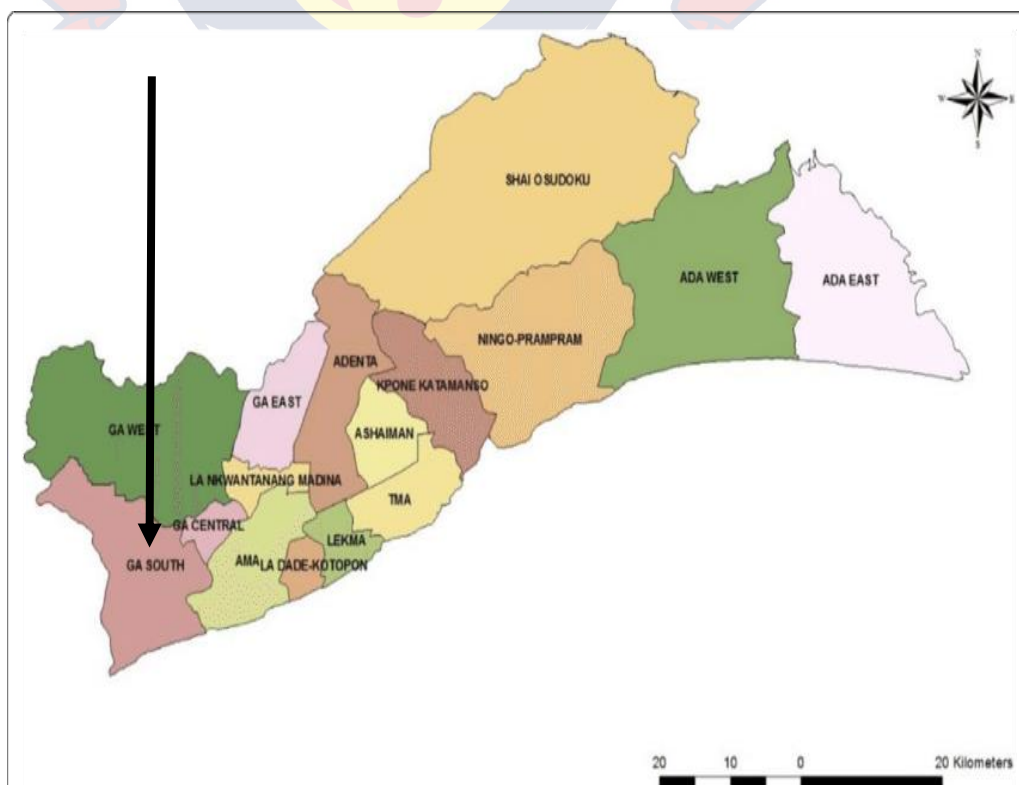 N
W E
S
SHAI OSUDOKU
ADA WEST
ADA EAST
NINGO-PRAMPRAM
ADENTA
KPONE KATAMANSO
GA EAST
GA WEST
ASHAIMAN
LA NKWANTANANG MADINA
TMA
GA CENTRAL
LEKMA
GA SOUTH
AMA
LA DADE-KOTOPON
20 10 0 20 Kilometers